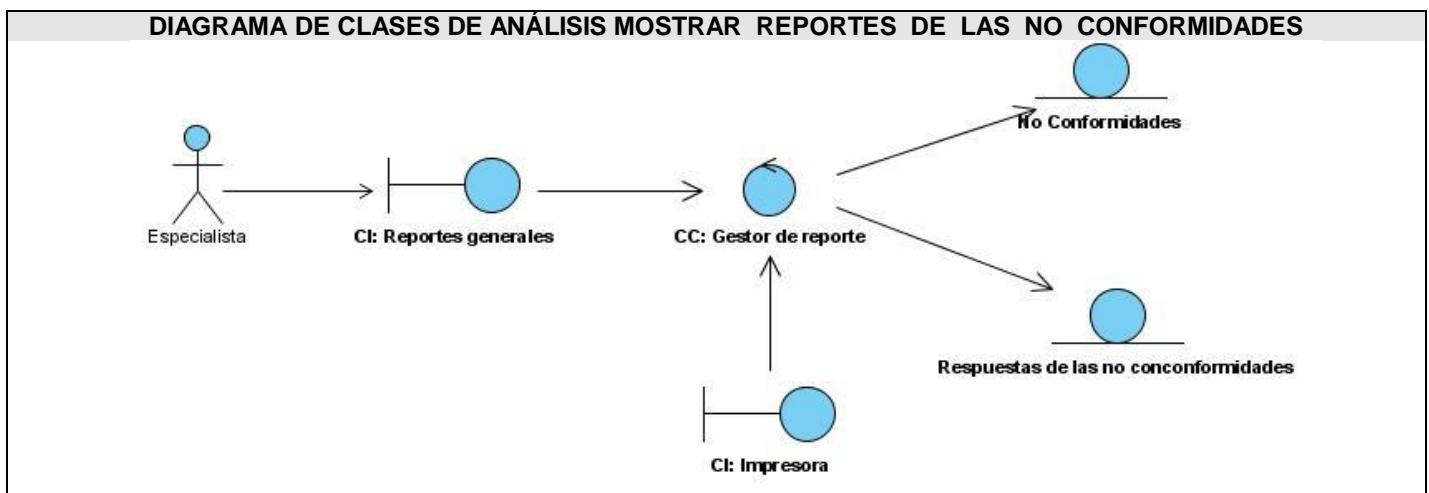 DIAGRAMA DE CLASES DE ANÁLISIS MOSTRAR REPORTES DE LAS NO CONFORMIDADES
No Conformidades
Especialista
CI: Reportes generales
CC: Gestor de reporte
Respuestas de las no conconformidades
CI: Impresora